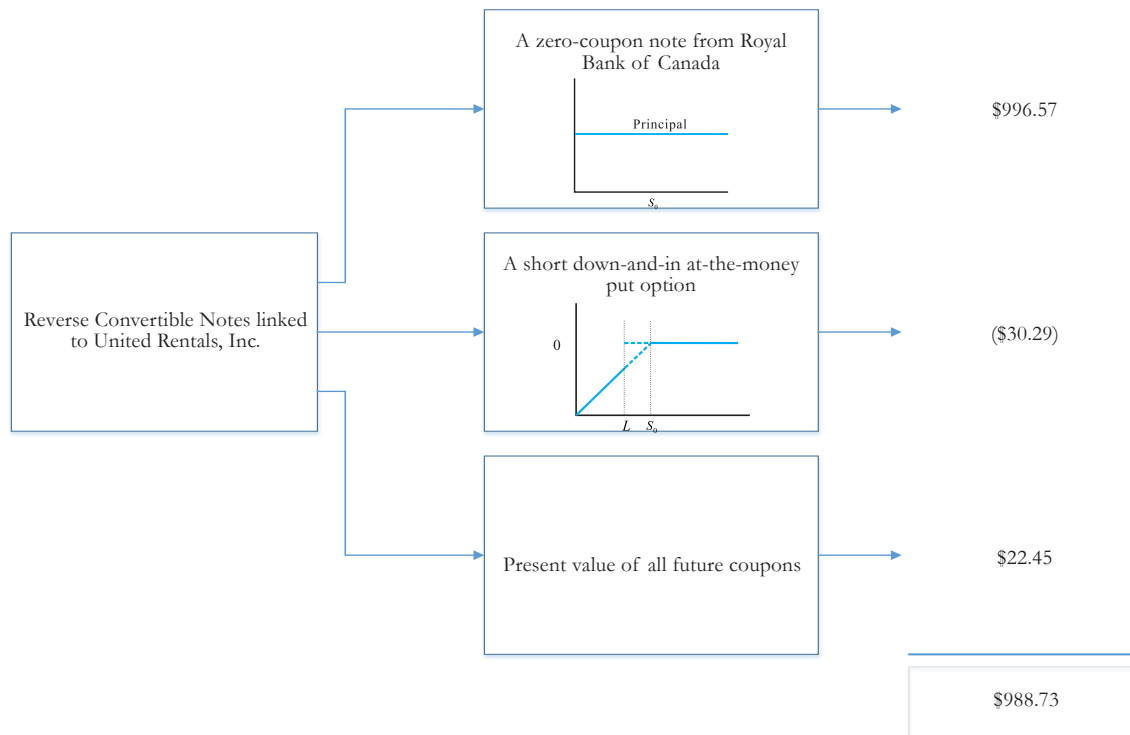 A zero-coupon note from Royal
Bank of Canada
Principal
S₀
$996.57
Reverse Convertible Notes linked
to United Rentals, Inc.
A short down-and-in at-the-money
put option
0
L S₀
($30.29)
Present value of all future coupons
$22.45
$988.73